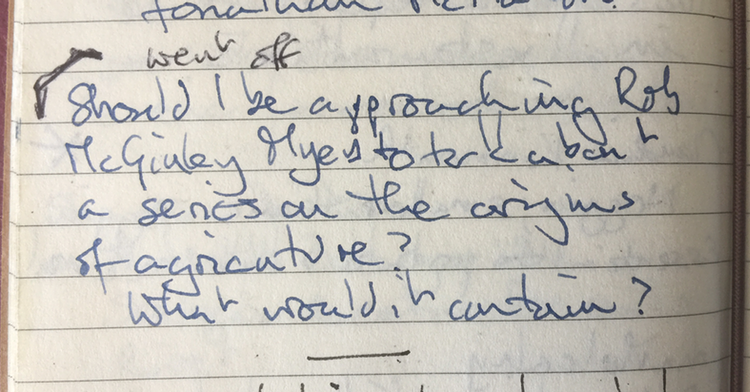 Jonathan
went off
Should I be approaching Rob
McGinley Myers to talk about
a series on the origins
of agriculture?
What would it contain?